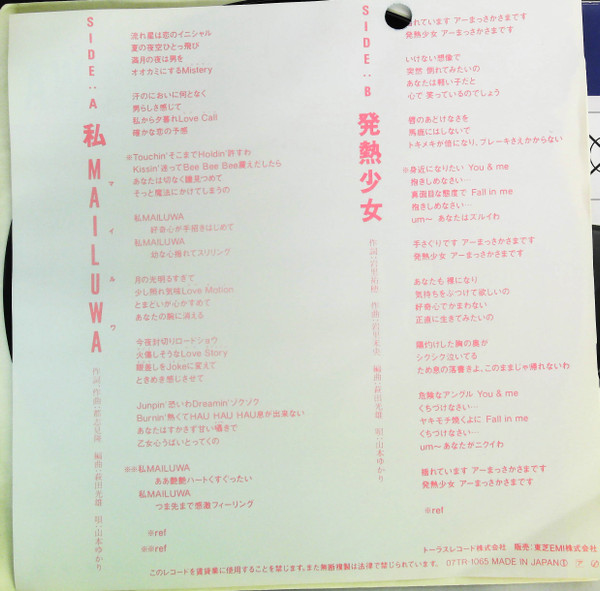 SIDE:A
私MAILUWA
マイルワ
流れ星は恋のイニシャル
夏の夜空ひとっ飛び
満月の夜は男を
オオカミにするMistery
汗のにおいに何となく
男らしさ感じて
私から夕暮れLove Call
確かな恋の予感
※Touchin'そこまでHoldin'許すわ
Kissin'迷ってBee Bee Bee震えだしたら
あなたは切なく見つめて
そっと魔法にかけてしまうの
私MAILUWA
好奇心が手招きはじめて
私MAILUWA
幼な心揺れてスリリング
月の光明るすぎて
少し照れ気味Love Motion
とまどいが心かすめて
あなたの胸に消える
今夜封切りロードショウ
火傷しそうなLove Story
眼差しをJokeに変えて
ときめき感じさせて
Junpin'恐いわDreamin'ゾクゾク
Burnin'熱くてHAU HAU HAU息が出来ない
あなたはすかさず甘い囁きで
乙女心うばいとってくの
※※私MAILUWA
ああ艶艶ハートくすぐったい
私MAILUWA
つま先まで感激フィーリング
※ref
※※ref
編曲:萩田光雄 唄:山本ゆかり
SIDE:B
発熱少女
れています アーまっさかさまです
発熱少女 アーまっさかさまです
いけない想像で
突然 倒れてみたいの
あなたは軽い子だと
心で 笑っているのでしょう
唇のあどけなさを
馬鹿にはしないで
トキメキが倍になり、ブレーキさえかからない
※身近になりたい You & me
抱きしめなさい…
真面目な態度で Fall in me
抱きしめなさい…
um~ あなたはズルイわ
手さぐりです アーまっさかさまです
発熱少女 アーまっさかさまです
あなたも 裸になり
気持ちをぶつけて欲しいの
好奇心でかまわない
正直に生きてみたいの
陽灼けした胸の奥が
シクシク泣いてる
ため息の落書きよ、このままじゃ帰れないわ
危険なアングル You & me
くちづけなさい…
ヤキモチ焼くよに Fall in me
くちづけなさい…
um~ あなたがニクイわ
揺れています アーまっさかさまです
発熱少女 アーまっさかさまです
※ref
編曲:萩田光雄 唄:山本ゆかり
トーラスレコード株式会社 販売:東芝EMI株式会社
このレコードを賃貸業に使用することを禁じます。また無断複製は法律で禁じられています。 07TR-1065 MADE IN JAPAN